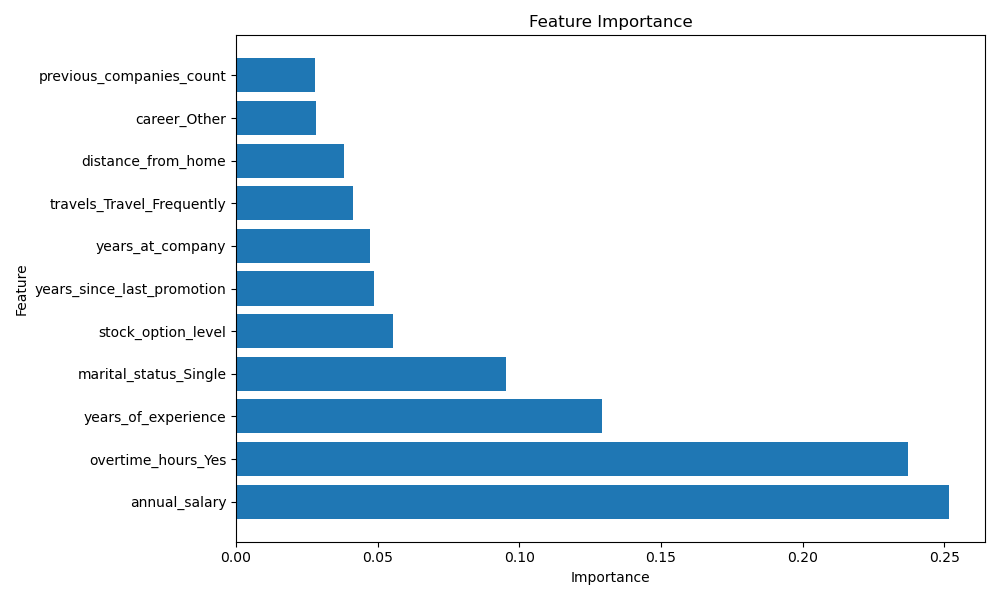 Feature Importance
previous_companies_count
career_Other
distance_from_home
travels_Travel_Frequently
years_at_company
years_since_last_promotion
stock_option_level
marital_status_Single
years_of_experience
overtime_hours_Yes
annual_salary
Feature
0.00 0.05 0.10 0.15 0.20 0.25
Importance